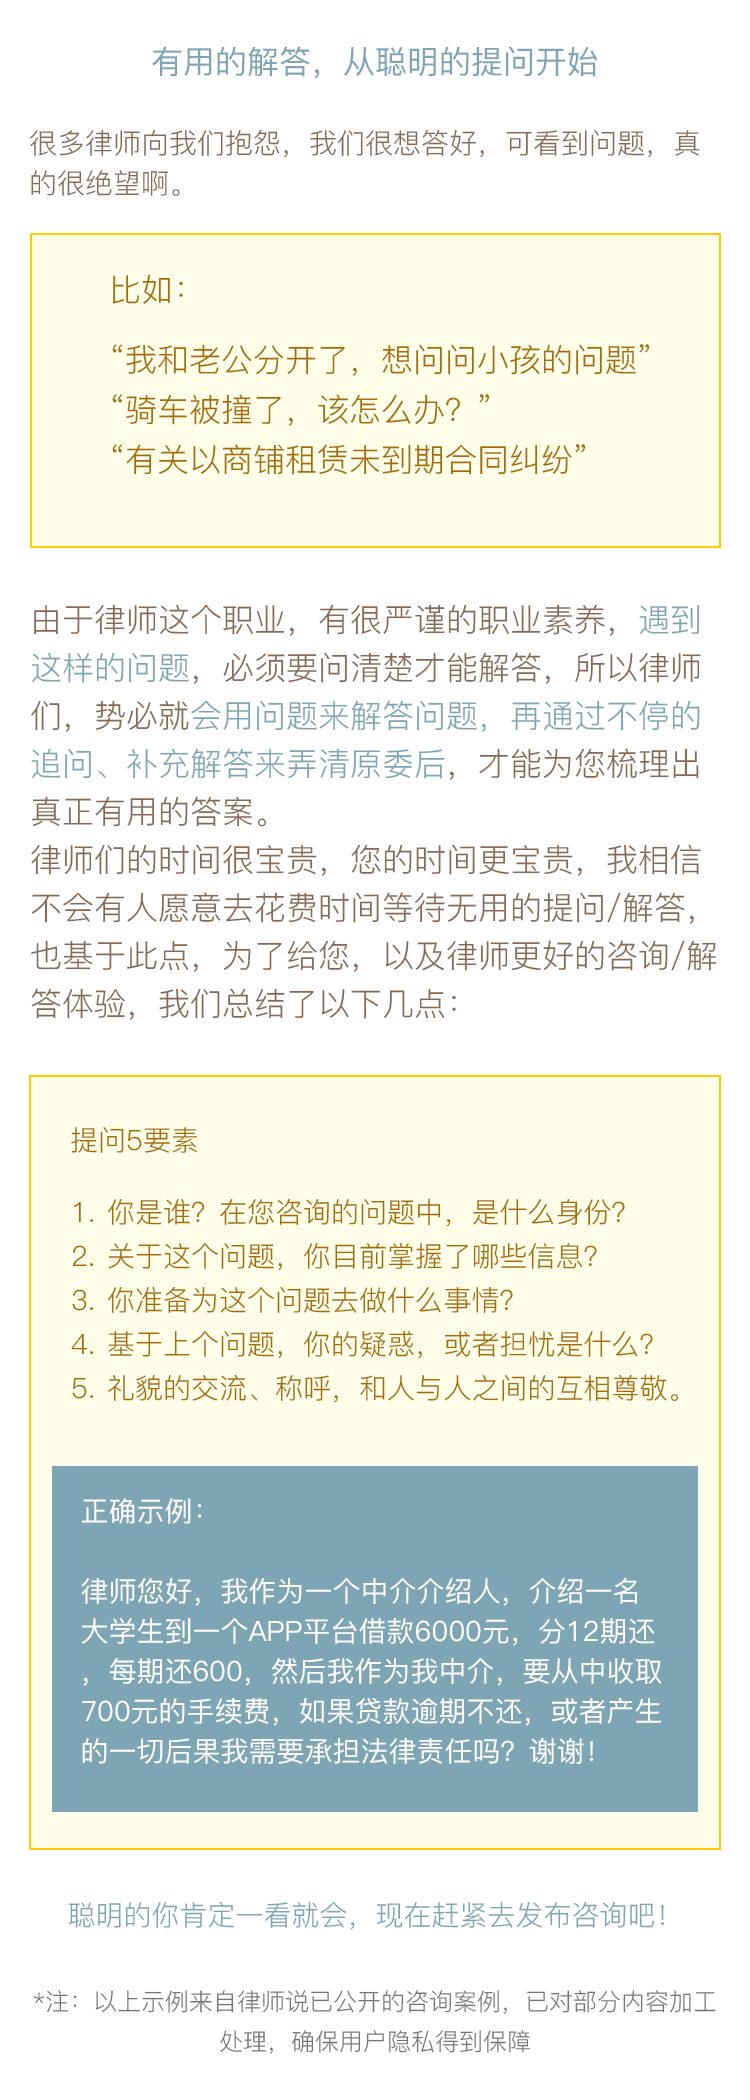 有用的解答，从聪明的提问开始
很多律师向我们抱怨，我们很想答好，可看到问题，真
的很绝望啊。
比如：
“我和老公分开了，想问问小孩的问题”
“骑车被撞了，该怎么办？”
“有关以商铺租赁未到期合同纠纷”
由于律师这个职业，有很严谨的职业素养，遇到
这样的问题，必须要问清楚才能解答，所以律师
们，势必就会用问题来解答问题，再通过不停的
追问、补充解答来弄清原委后，才能为您梳理出
真正有用的答案。
律师们的时间很宝贵，您的时间更宝贵，我相信
不会有人愿意去花费时间等待无用的提问/解答，
也基于此点，为了给您，以及律师更好的咨询/解
答体验，我们总结了以下几点：
提问5要素
1. 你是谁？在您咨询的问题中，是什么身份？
2. 关于这个问题，你目前掌握了哪些信息？
3. 你准备为这个问题去做什么事情？
4. 基于上个问题，你的疑惑，或者担忧是什么？
5. 礼貌的交流、称呼，和人与人之间的互相尊敬。
正确示例：
律师您好，我作为一个中介介绍人，介绍一名
大学生到一个APP平台借款6000元，分12期还
，每期还600，然后我作为我中介，要从中收取
700元的手续费，如果贷款逾期不还，或者产生
的一切后果我需要承担法律责任吗？谢谢！
聪明的你肯定一看就会，现在赶紧去发布咨询吧！
*注：以上示例来自律师说已公开的咨询案例，已对部分内容加工
处理，确保用户隐私得到保障